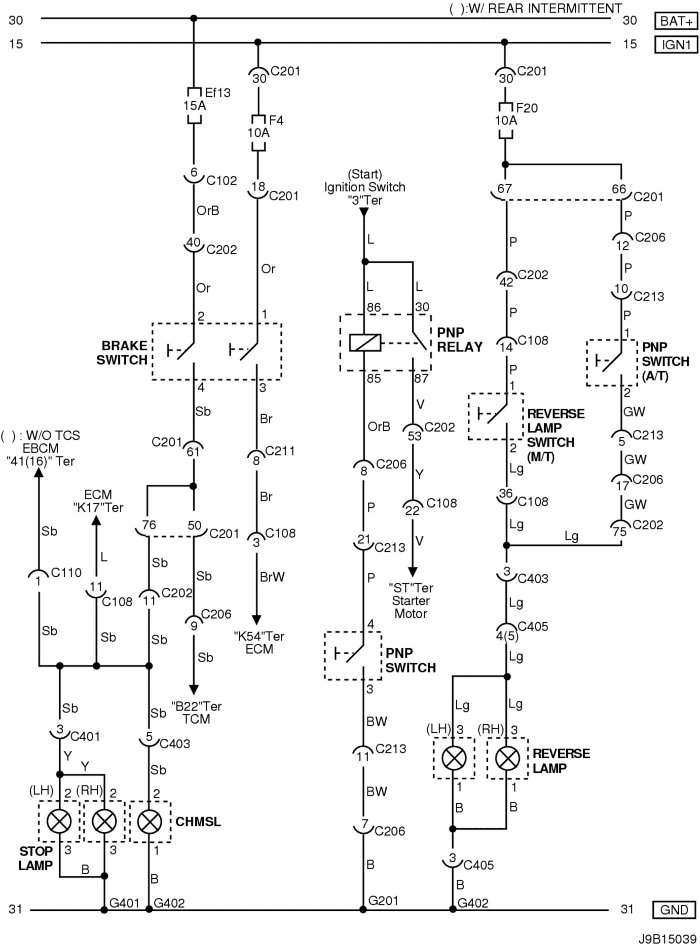 ( ):W/ REAR INTERMITTENT
30 30 BAT+
15 15 IGN1
C201 C201 C201
30 30
Ef13
15A
F4
10A
F20
10A
6 C102
18 C201
(Start)
Ignition Switch
"3"Ter
67 66 C201
OrB
L
P P
40 C202
12 C206
Or Or
L L
42 C202
P
10 C213
P P
2 1
86 30
BRAKE
SWITCH
PNP
RELAY
14 C108
1
PNP
SWITCH
(A/T)
4 3
85 87
P
1
2
Sb Br
OrB V
REVERSE
LAMP
SWITCH
(M/T)
GW
( ) : W/O TCS
EBCM
"41(16)" Ter
C201
61
C211
8
53 C202
5 C213
2
ECM
"K17"Ter
Br
8 C206
Y
Lg
GW
17 C206
76 50 C201
P
22 C108
36 C108
GW
Sb
L
3 C108
21 C213
V
Lg
75 C202
Lg
Sb Sb
1 C110
11 C108
11 C202
BrW
P
"ST"Ter
Starter
Motor
3 C403
Sb Sb Sb
9 C206
"K54"Ter
ECM
4
Lg
4(5) C405
Sb
PNP
SWITCH
Lg
"B22"Ter
TCM
3
Sb Sb
BW
Lg Lg
3 C401
5 C403
11 C213
(LH) 3 (RH) 3
REVERSE
LAMP
Y Y
Sb
1 1
(LH) 2 (RH) 2 2
BW
B B
CHMSL
7 C206
STOP
LAMP
3 3 1
3 C405
B B
B
B
G401 G402 G201 G402
31 31 GND
J9B15039